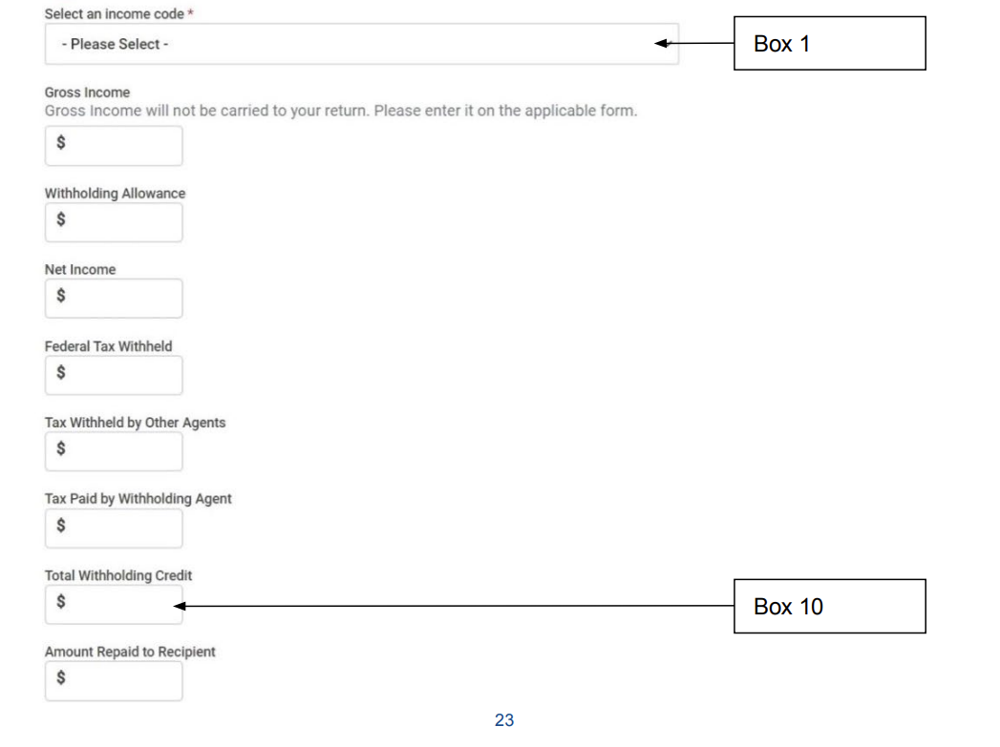 Select an income code *
- Please Select -
Box 1
Gross Income
Gross Income will not be carried to your return. Please enter it on the applicable form.
$
Withholding Allowance
$
Net Income
$
Federal Tax Withheld
$
Tax Withheld by Other Agents
$
Tax Paid by Withholding Agent
$
Total Withholding Credit
$
Box 10
Amount Repaid to Recipient
$
23